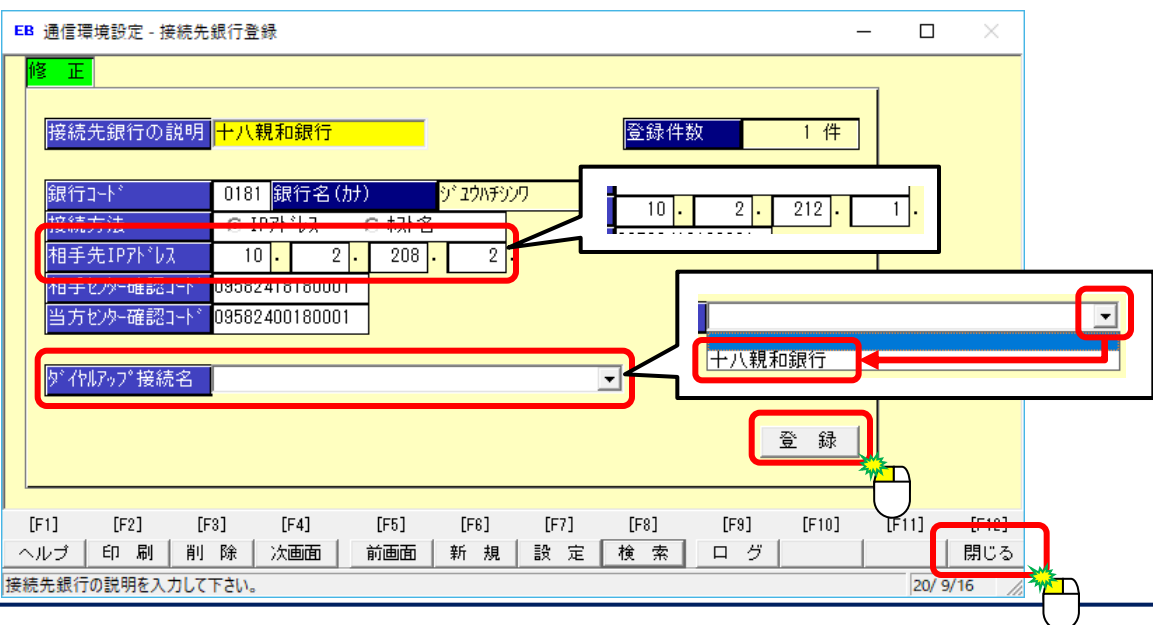 EB 通信環境設定 - 接続先銀行登録
修 正
接続先銀行の説明 十八親和銀行 登録件数 1 件
銀行ｺｰﾄﾞ 0181 銀行名(ｶﾅ) ｼﾞﾕｳﾊﾁｼﾝﾜ
10 . 2 . 212 . 1 .
接続方法 IPｱﾄﾞﾚｽ ﾎｽﾄ名
相手先IPｱﾄﾞﾚｽ 10 . 2 . 208 . 2 .
相手ｾﾝﾀｰ確認ｺｰﾄﾞ 09582418180001
当方ｾﾝﾀｰ確認ｺｰﾄﾞ 09582400180001
十八親和銀行
ﾀﾞｲﾔﾙｱｯﾌﾟ接続名
登 録
[F1] [F2] [F3] [F4] [F5] [F6] [F7] [F8] [F9] [F10] [F11] [F12]
ヘルプ 印 刷 削 除 次画面 前画面 新 規 設 定 検 索 ロ グ 閉じる
接続先銀行の説明を入力して下さい。 20/ 9/16